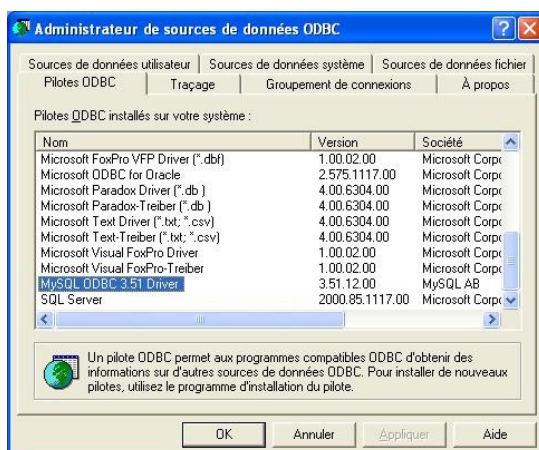 Administrateur de sources de données ODBC
Sources de données utilisateur Sources de données système Sources de données fichier
Pilotes ODBC Traçage Groupement de connexions À propos
Pilotes ODBC installés sur votre système :
Nom Version Société
Microsoft FoxPro VFP Driver (*.dbf) 1.00.02.00 Microsoft Corpo
Microsoft ODBC for Oracle 2.575.1117.00 Microsoft Corpo
Microsoft Paradox Driver (*.db ) 4.00.6304.00 Microsoft Corpo
Microsoft Paradox-Treiber (*.db ) 4.00.6304.00 Microsoft Corpo
Microsoft Text Driver (*.txt; *.csv) 4.00.6304.00 Microsoft Corpo
Microsoft Text-Treiber (*.txt; *.csv) 4.00.6304.00 Microsoft Corpo
Microsoft Visual FoxPro Driver 1.00.02.00 Microsoft Corpo
Microsoft Visual FoxPro-Treiber 1.00.02.00 Microsoft Corpo
MySQL ODBC 3.51 Driver 3.51.12.00 MySQL AB
SQL Server 2000.85.1117.00 Microsoft Corpo
Un pilote ODBC permet aux programmes compatibles ODBC d'obtenir des
informations sur d'autres sources de données ODBC. Pour installer de nouveaux
pilotes, utilisez le programme d'installation du pilote.
OK Annuler Appliquer Aide